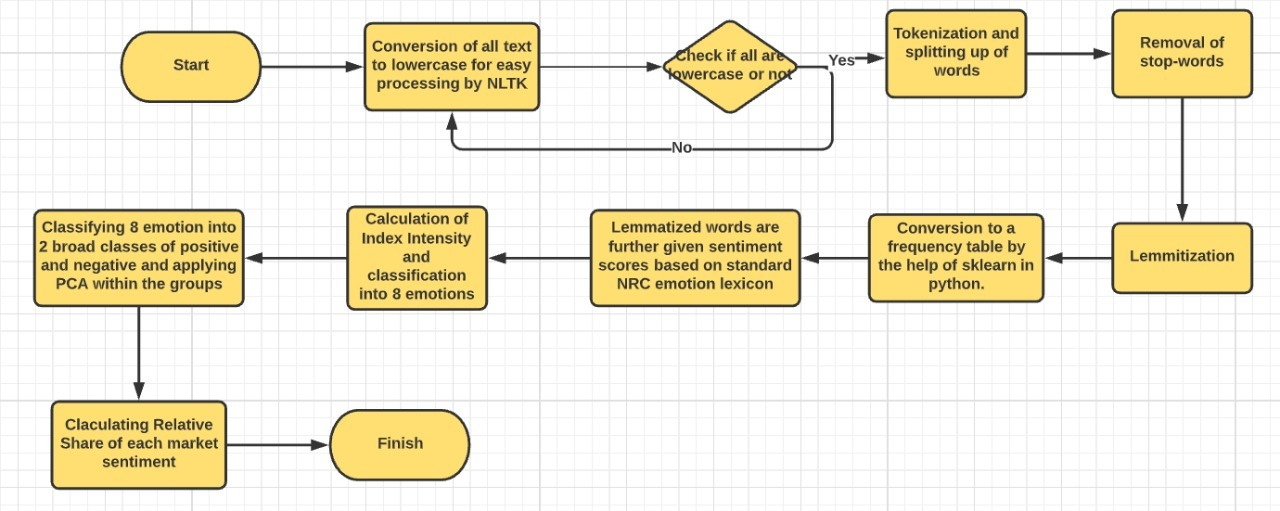 Start
Conversion of all text
to lowercase for easy
processing by NLTK
Check if all are
lowercase or not
Yes
No
Tokenization and
splitting up of
words
Removal of
stop-words
Lemmitization
Conversion to a
frequency table by
the help of sklearn in
python.
Lemmatized words are
further given sentiment
scores based on standard
NRC emotion lexicon
Calculation of
Index Intensity
and
classification
into 8 emotions
Classifying 8 emotion into
2 broad classes of positive
and negative and applying
PCA within the groups
Claculating Relative
Share of each market
sentiment
Finish